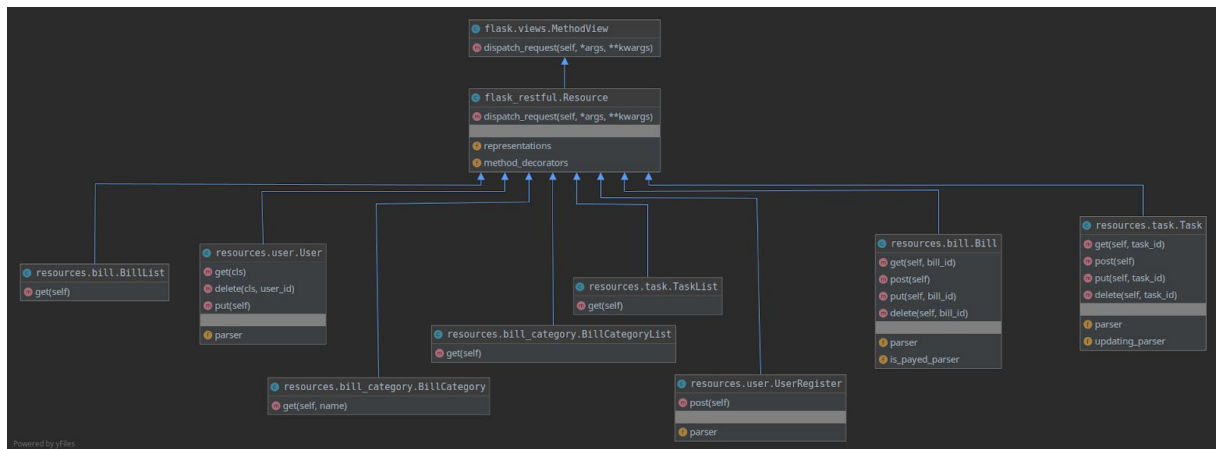 flask.views.MethodView
dispatch_request(self, *args, **kwargs)
flask_restful.Resource
dispatch_request(self, *args, **kwargs)
representations
method_decorators
resources.bill.BillList
get(self)
resources.user.User
get(cls)
delete(cls, user_id)
put(self)
parser
resources.bill_category.BillCategory
get(self, name)
resources.bill_category.BillCategoryList
get(self)
resources.task.TaskList
get(self)
resources.user.UserRegister
post(self)
parser
resources.bill.Bill
get(self, bill_id)
post(self)
put(self, bill_id)
delete(self, bill_id)
parser
is_payed_parser
resources.task.Task
get(self, task_id)
post(self)
put(self, task_id)
delete(self, task_id)
parser
updating_parser
Powered by yFiles